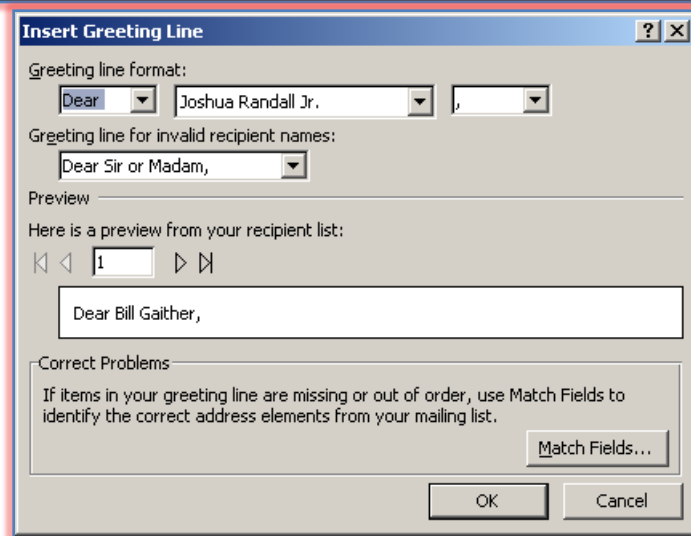 Insert Greeting Line
Greeting line format:
Dear Joshua Randall Jr. ,
Greeting line for invalid recipient names:
Dear Sir or Madam,
Preview
Here is a preview from your recipient list:
1
Dear Bill Gaither,
Correct Problems
If items in your greeting line are missing or out of order, use Match Fields to
identify the correct address elements from your mailing list.
Match Fields...
OK Cancel